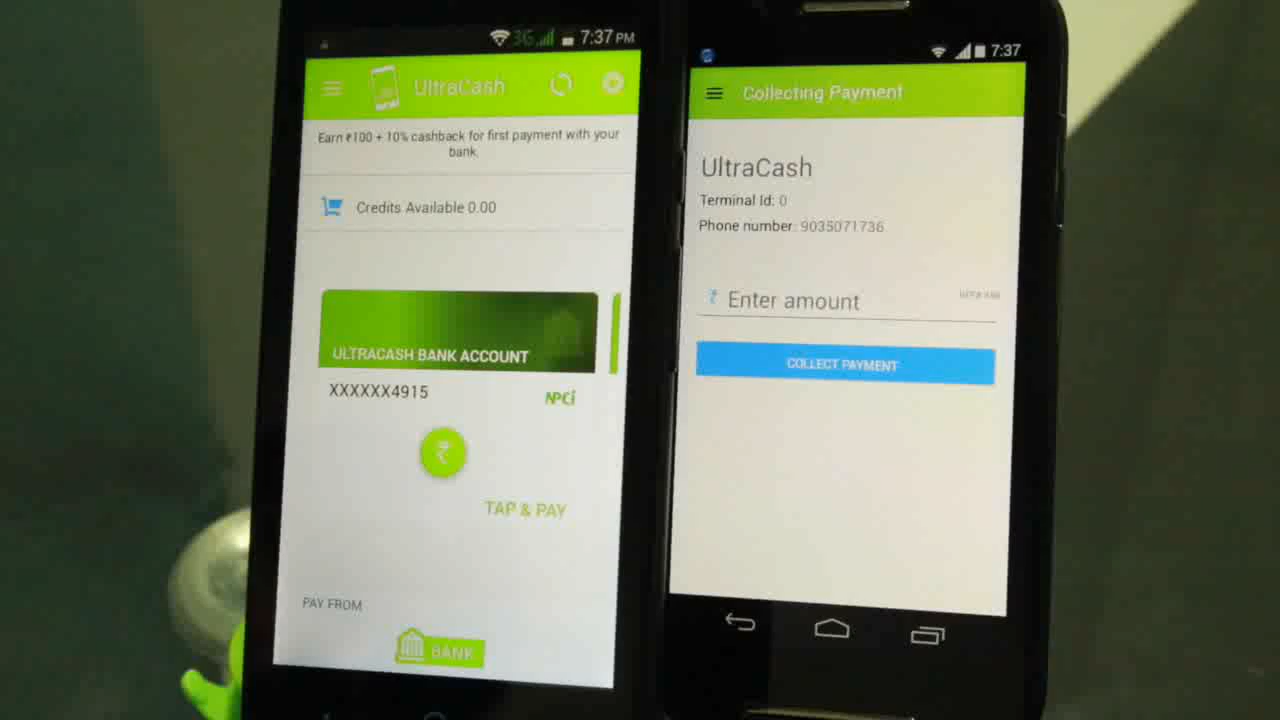 3G 7:37 PM
UltraCash
Earn ₹100 + 10% cashback for first payment with your
bank.
Credits Available 0.00
ULTRACASH BANK ACCOUNT
XXXXXX4915
NPCi
₹
TAP & PAY
PAY FROM
BANK
7:37
Collecting Payment
UltraCash
Terminal Id: 0
Phone number: 9035071736
₹ Enter amount
COLLECT PAYMENT